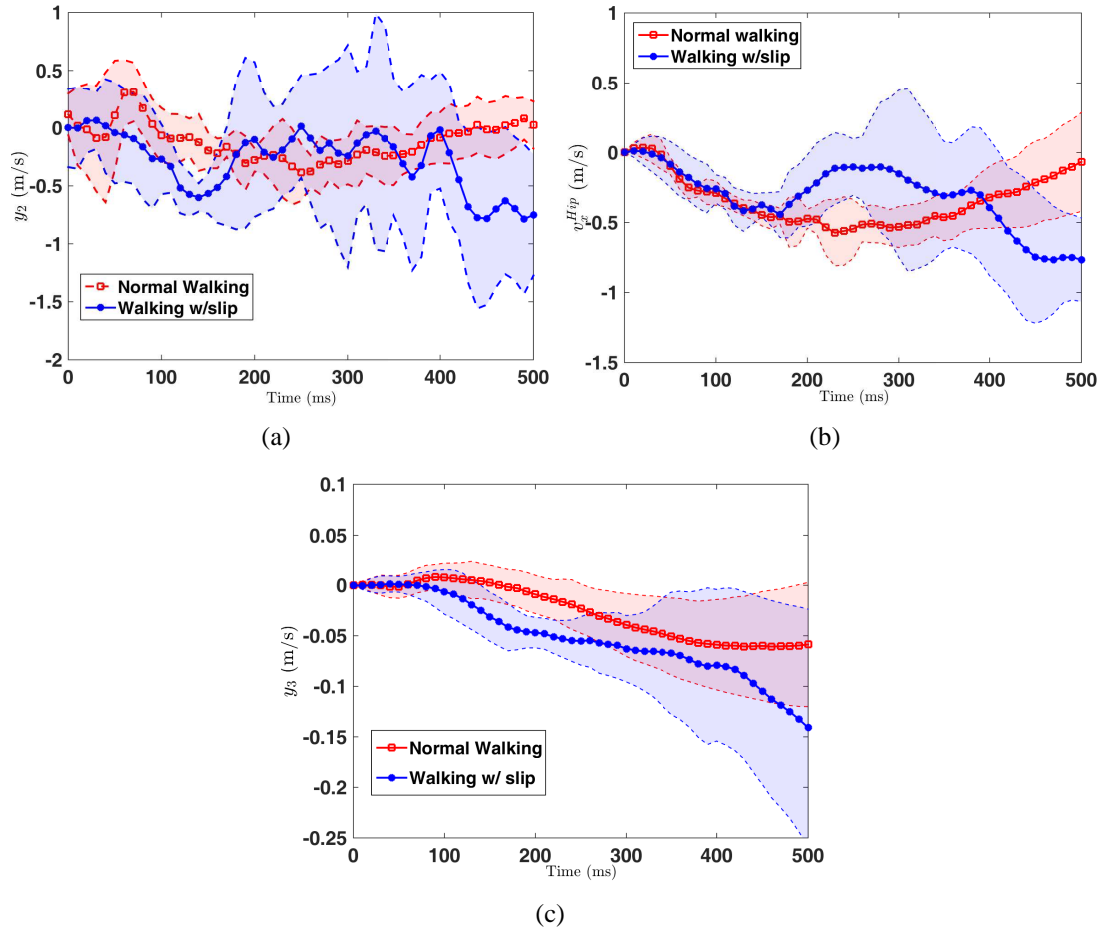 1
0.5
0
-0.5
-1
-1.5
-2
y2 (m/s)
Normal Walking
Walking w/slip
0 100 200 300 400 500
Time (ms)
(a)
1
0.5
0
-0.5
-1
-1.5
v_x^Hip (m/s)
Normal walking
Walking w/slip
0 100 200 300 400 500
Time (ms)
(b)
0.1
0.05
0
-0.05
-0.1
-0.15
-0.2
-0.25
y3 (m/s)
Normal Walking
Walking w/ slip
0 100 200 300 400 500
Time (ms)
(c)